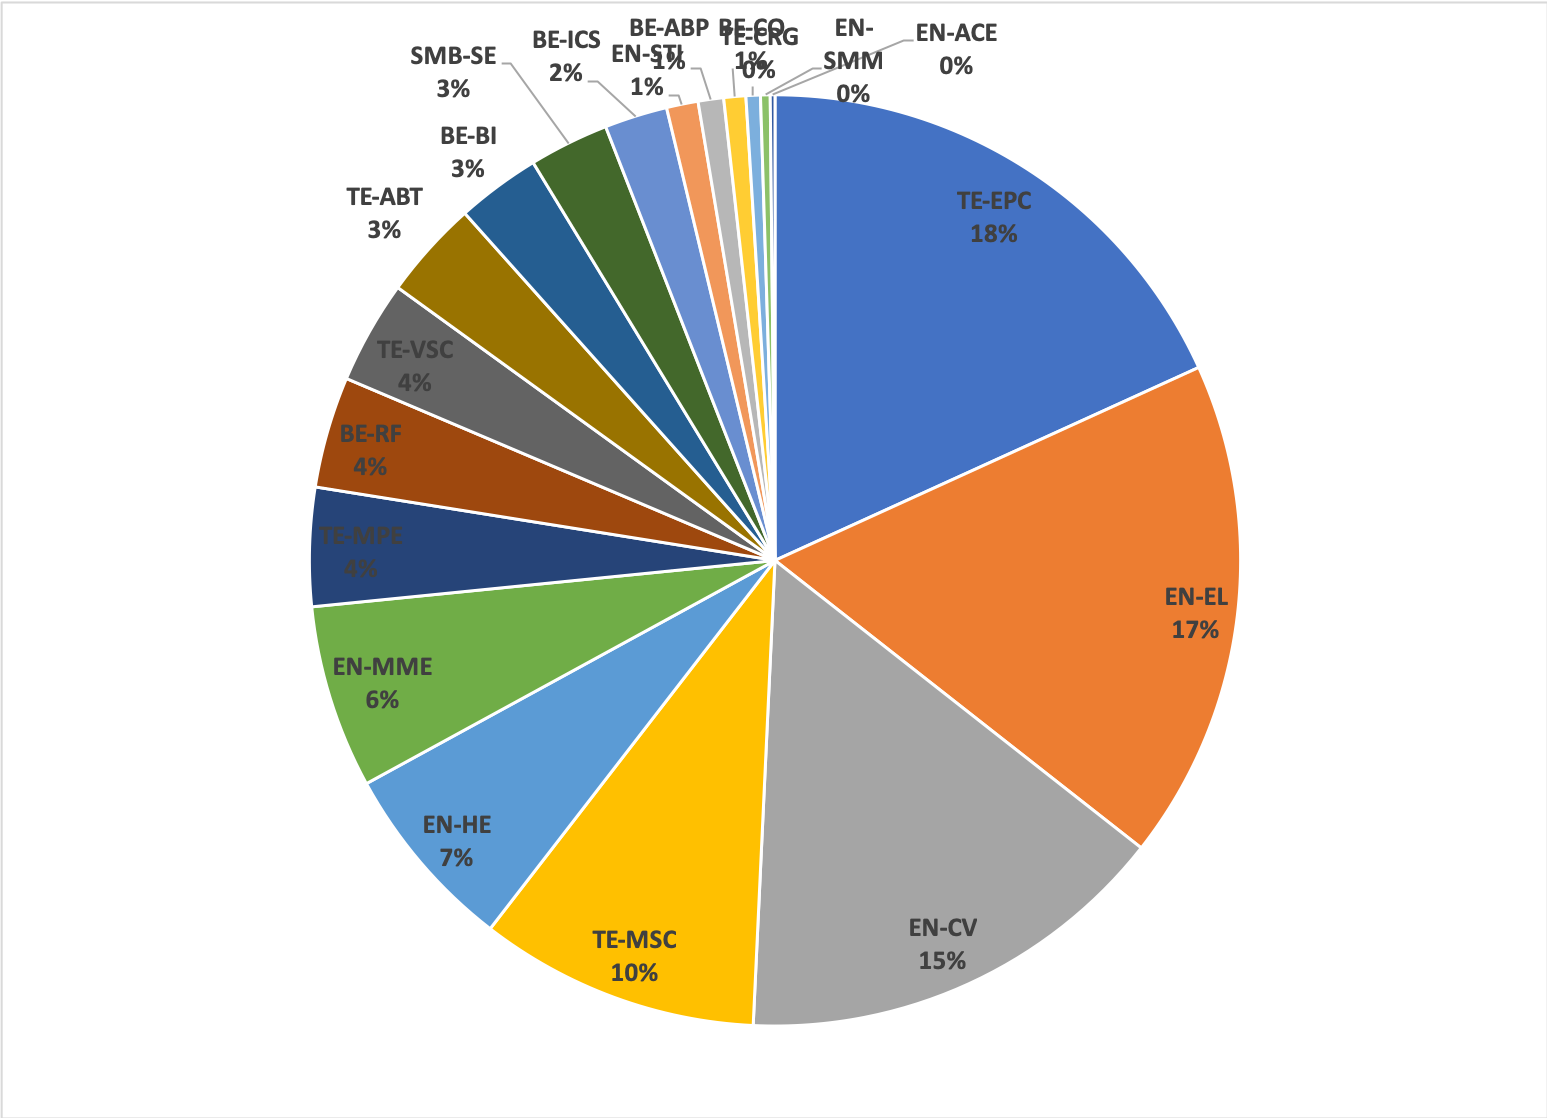 TE-EPC
18%
EN-EL
17%
EN-CV
15%
TE-MSC
10%
EN-HE
7%
EN-MME
6%
TE-MPE
4%
BE-RF
4%
TE-VSC
4%
TE-ABT
3%
BE-BI
3%
SMB-SE
3%
BE-ICS
2%
EN-STI
1%
BE-ABP
1%
BE-CO
1%
TE-CRG
0%
EN-
SMM
0%
EN-ACE
0%